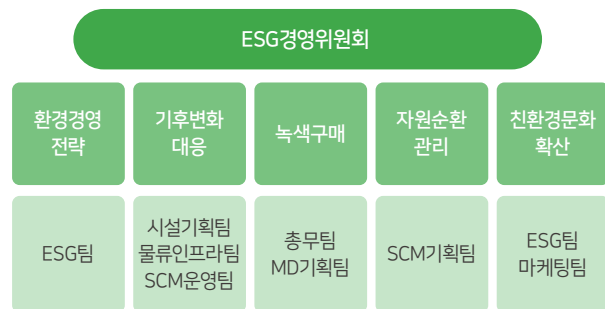 ESG경영위원회
환경경영
전략
기후변화
대응
녹색구매
자원순환
관리
친환경문화
확산
ESG팀
시설기획팀
물류인프라팀
SCM운영팀
총무팀
MD기획팀
SCM기획팀
ESG팀
마케팅팀